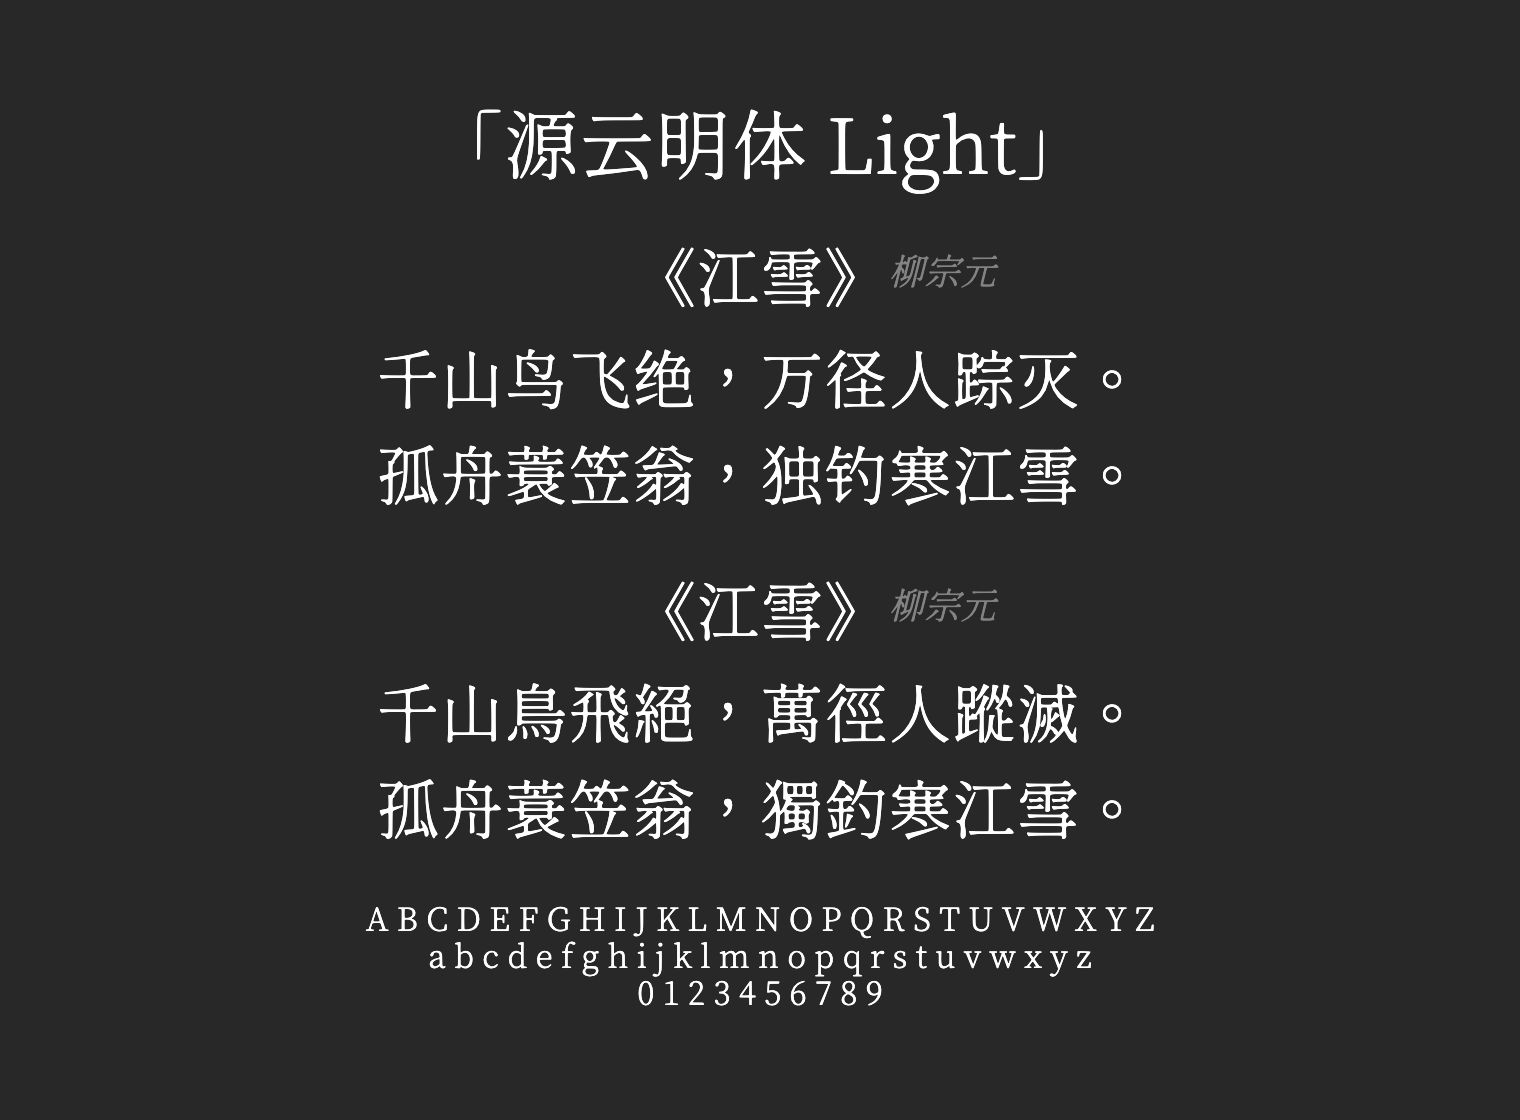 「源云明体 Light」
《江雪》 柳宗元
千山鸟飞绝，万径人踪灭。
孤舟蓑笠翁，独钓寒江雪。
《江雪》 柳宗元
千山鳥飛絕，萬徑人蹤滅。
孤舟蓑笠翁，獨釣寒江雪。
A B C D E F G H I J K L M N O P Q R S T U V W X Y Z
a b c d e f g h i j k l m n o p q r s t u v w x y z
0 1 2 3 4 5 6 7 8 9